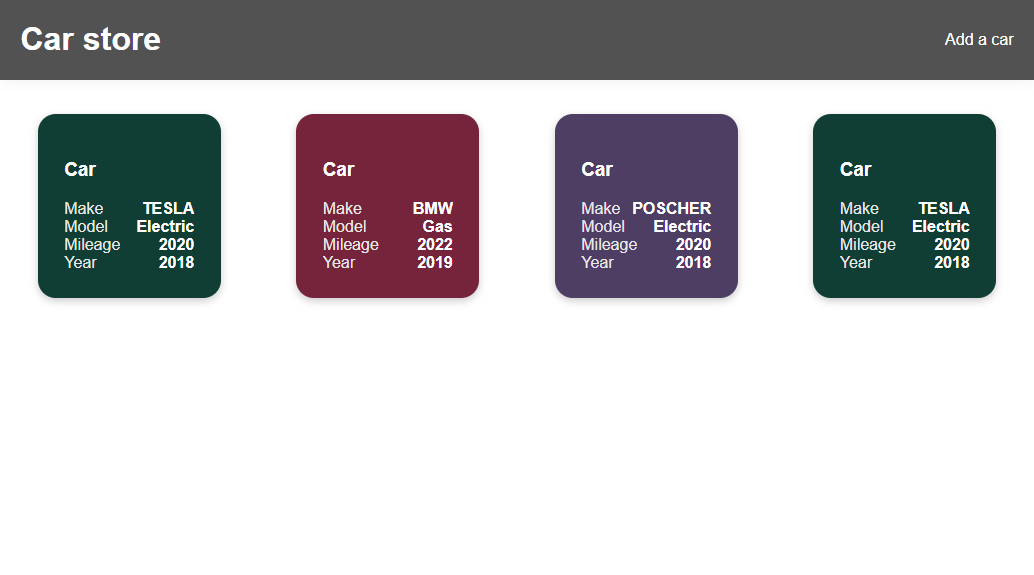 Car store
Add a car
Car
Make TESLA
Model Electric
Mileage 2020
Year 2018
Car
Make BMW
Model Gas
Mileage 2022
Year 2019
Car
Make POSCHER
Model Electric
Mileage 2020
Year 2018
Car
Make TESLA
Model Electric
Mileage 2020
Year 2018